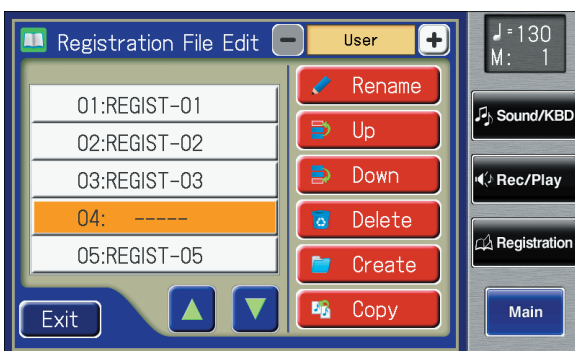 Registration File Edit
−
User
+
♩=130
M: 1
01:REGIST-01
02:REGIST-02
03:REGIST-03
04: -----
05:REGIST-05
Rename
Up
Down
Delete
Create
Copy
Exit
Sound/KBD
Rec/Play
Registration
Main